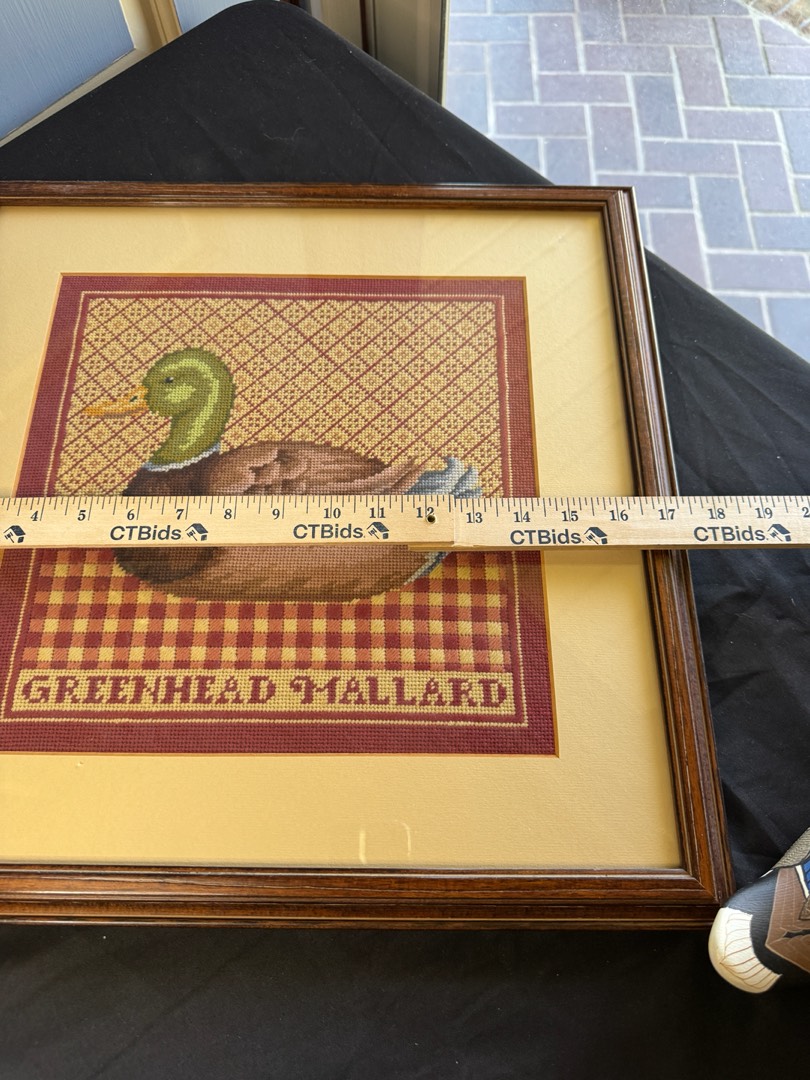 4 5 6 7 8 9 10 11 12 13 14 15 16 17 18 19 2
CTBids CTBids CTBids CTBids
GREENHEAD MALLARD